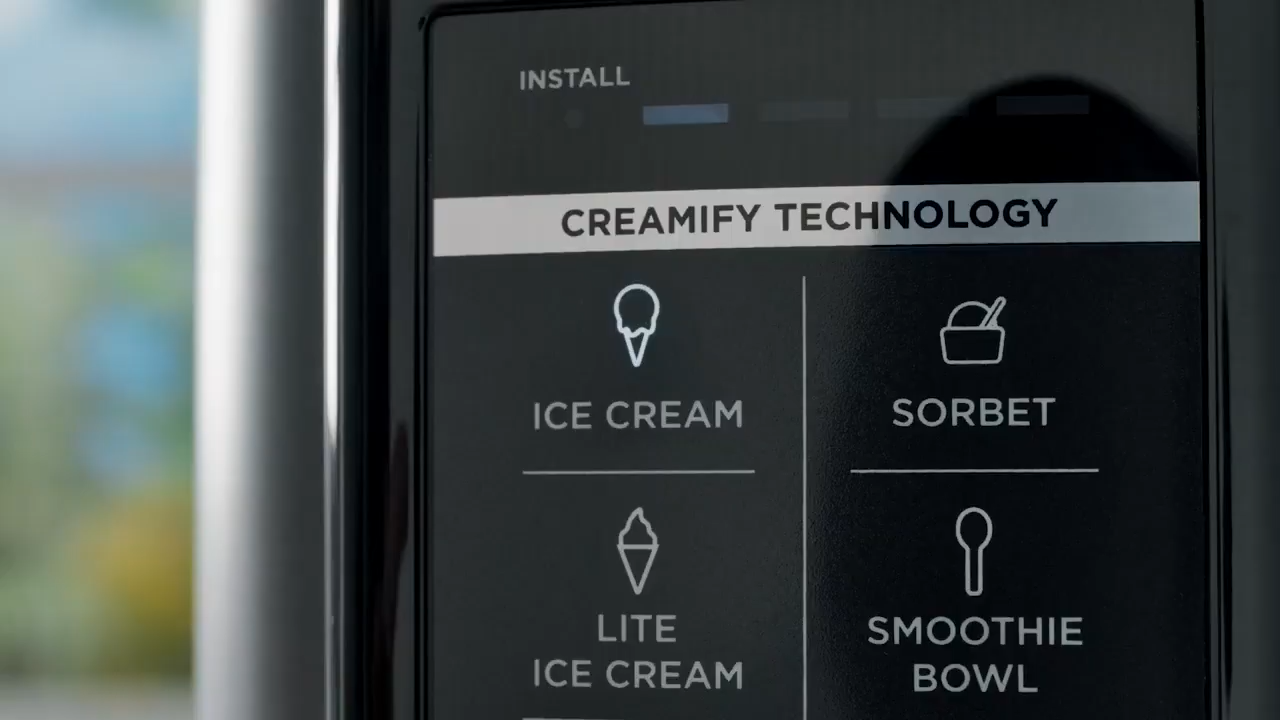 INSTALL
CREAMIFY TECHNOLOGY
ICE CREAM
SORBET
LITE
ICE CREAM
SMOOTHIE
BOWL